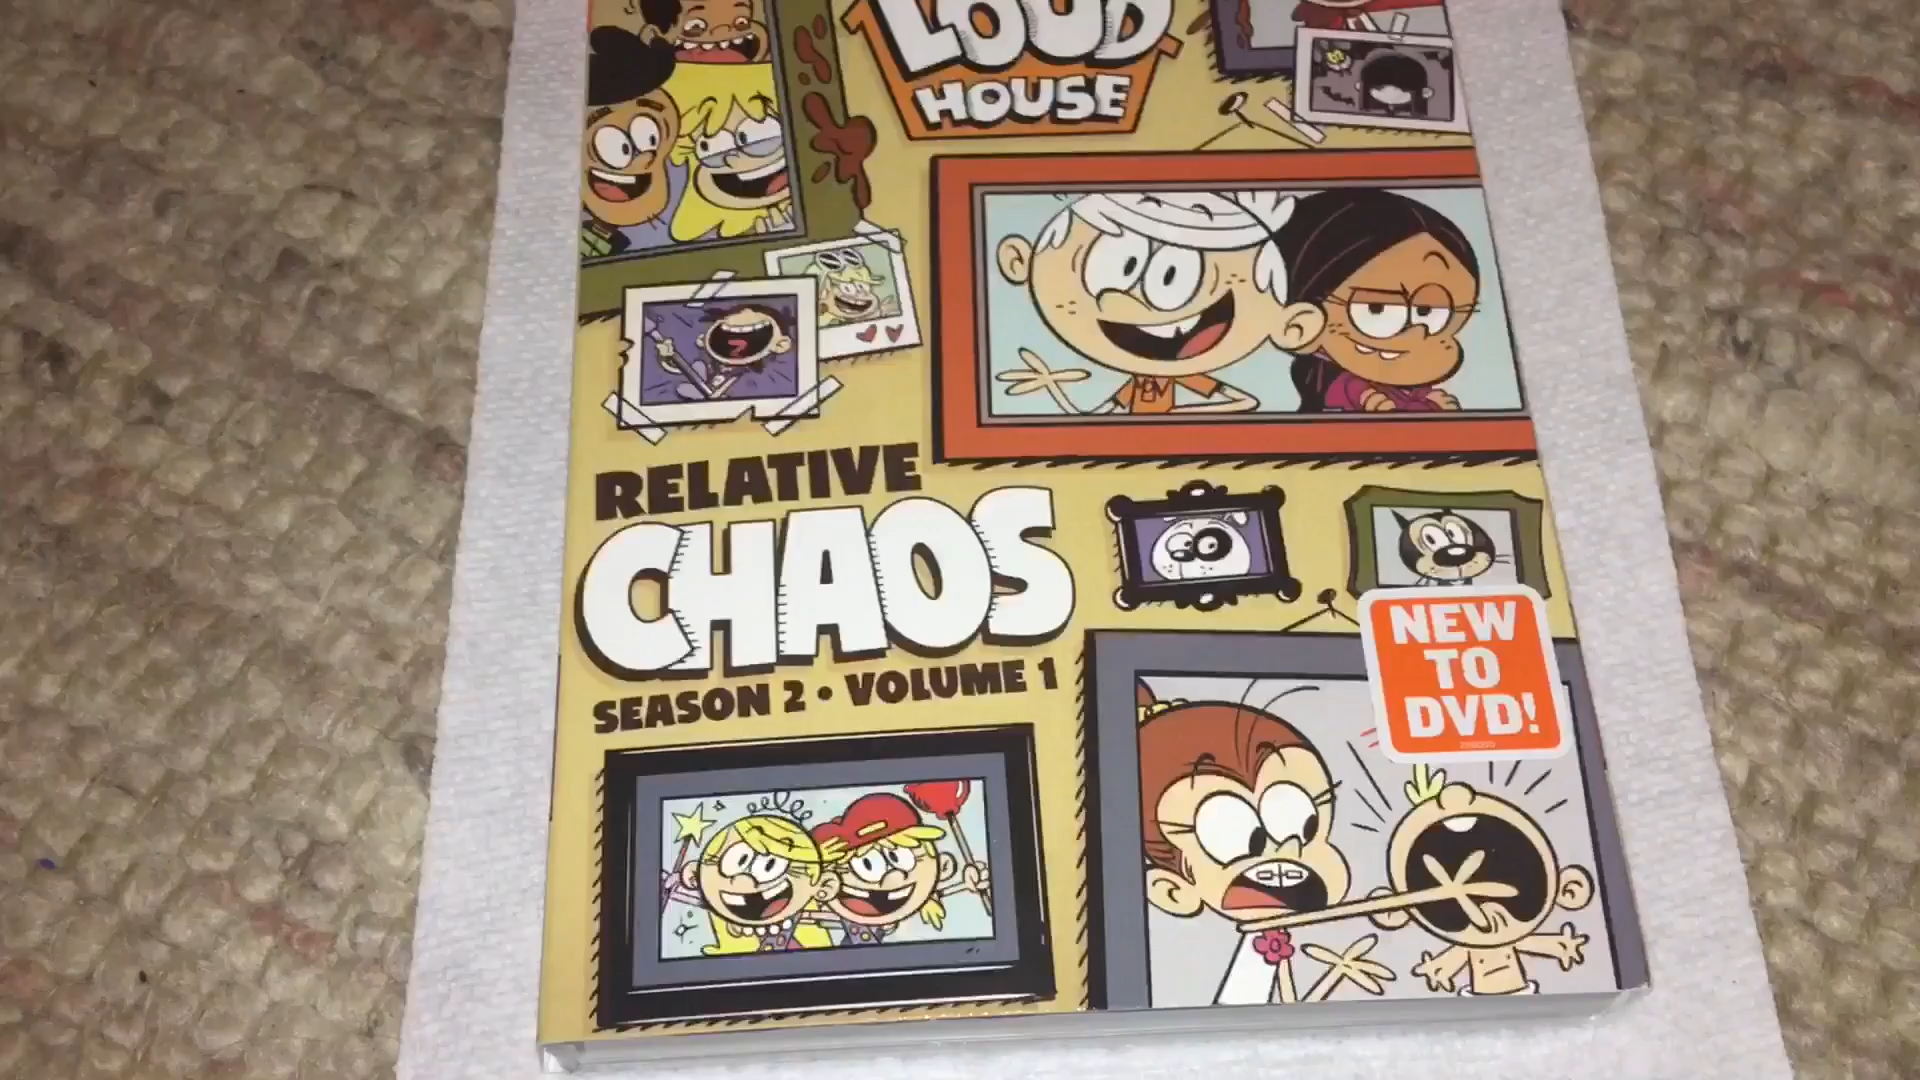 LOUD
HOUSE
RELATIVE
CHAOS
SEASON 2 • VOLUME 1
NEW
TO
DVD!